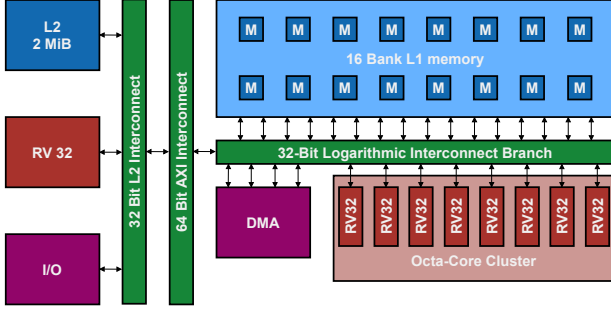 L2
2 MiB
RV 32
I/O
32 Bit L2 Interconnect
64 Bit AXI Interconnect
M M M M M M M M
16 Bank L1 memory
M M M M M M M M
32-Bit Logarithmic Interconnect Branch
DMA
RV32 RV32 RV32 RV32 RV32 RV32 RV32 RV32
Octa-Core Cluster